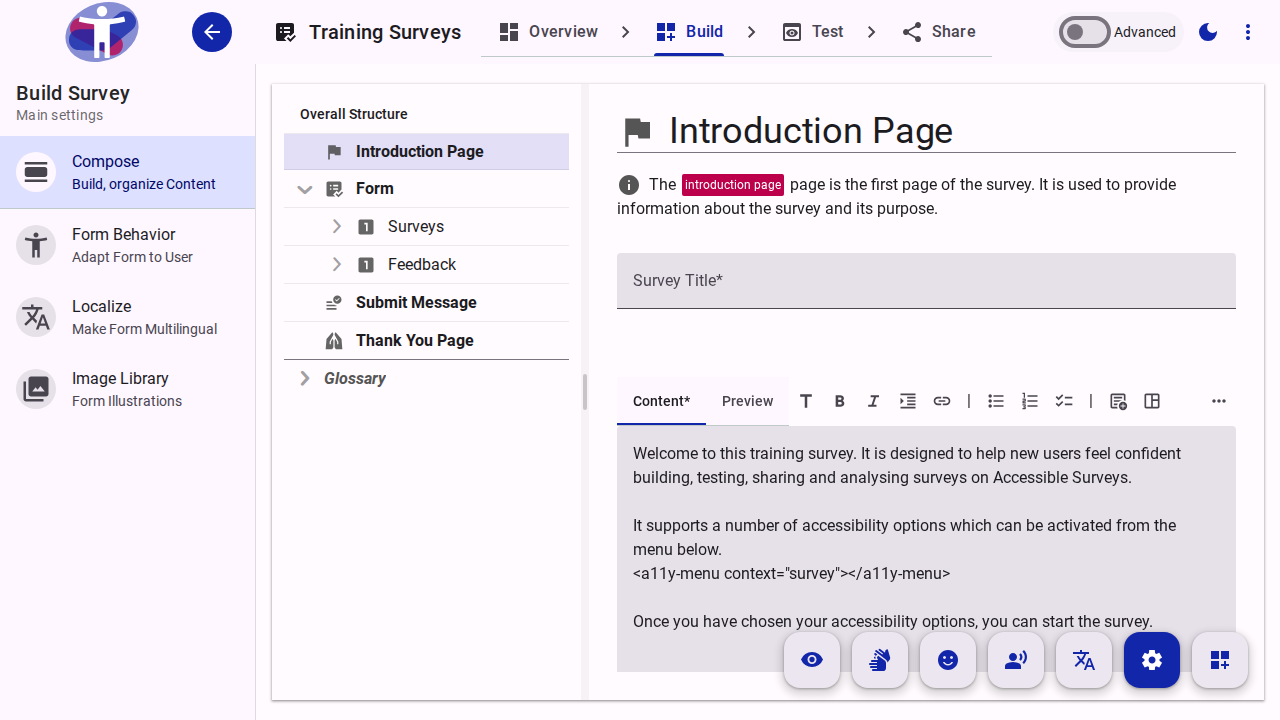 Training Surveys
Overview
Build
Test
Share
Advanced
Build Survey
Main settings
Compose
Build, organize Content
Form Behavior
Adapt Form to User
Localize
Make Form Multilingual
Image Library
Form Illustrations
Overall Structure
Introduction Page
Form
1 Surveys
1 Feedback
Submit Message
Thank You Page
Glossary
Introduction Page
The introduction page page is the first page of the survey. It is used to provide
information about the survey and its purpose.
Survey Title*
Content*
Preview
Welcome to this training survey. It is designed to help new users feel confident
building, testing, sharing and analysing surveys on Accessible Surveys.
It supports a number of accessibility options which can be activated from the
menu below.
<a11y-menu context="survey"></a11y-menu>
Once you have chosen your accessibility options, you can start the survey.